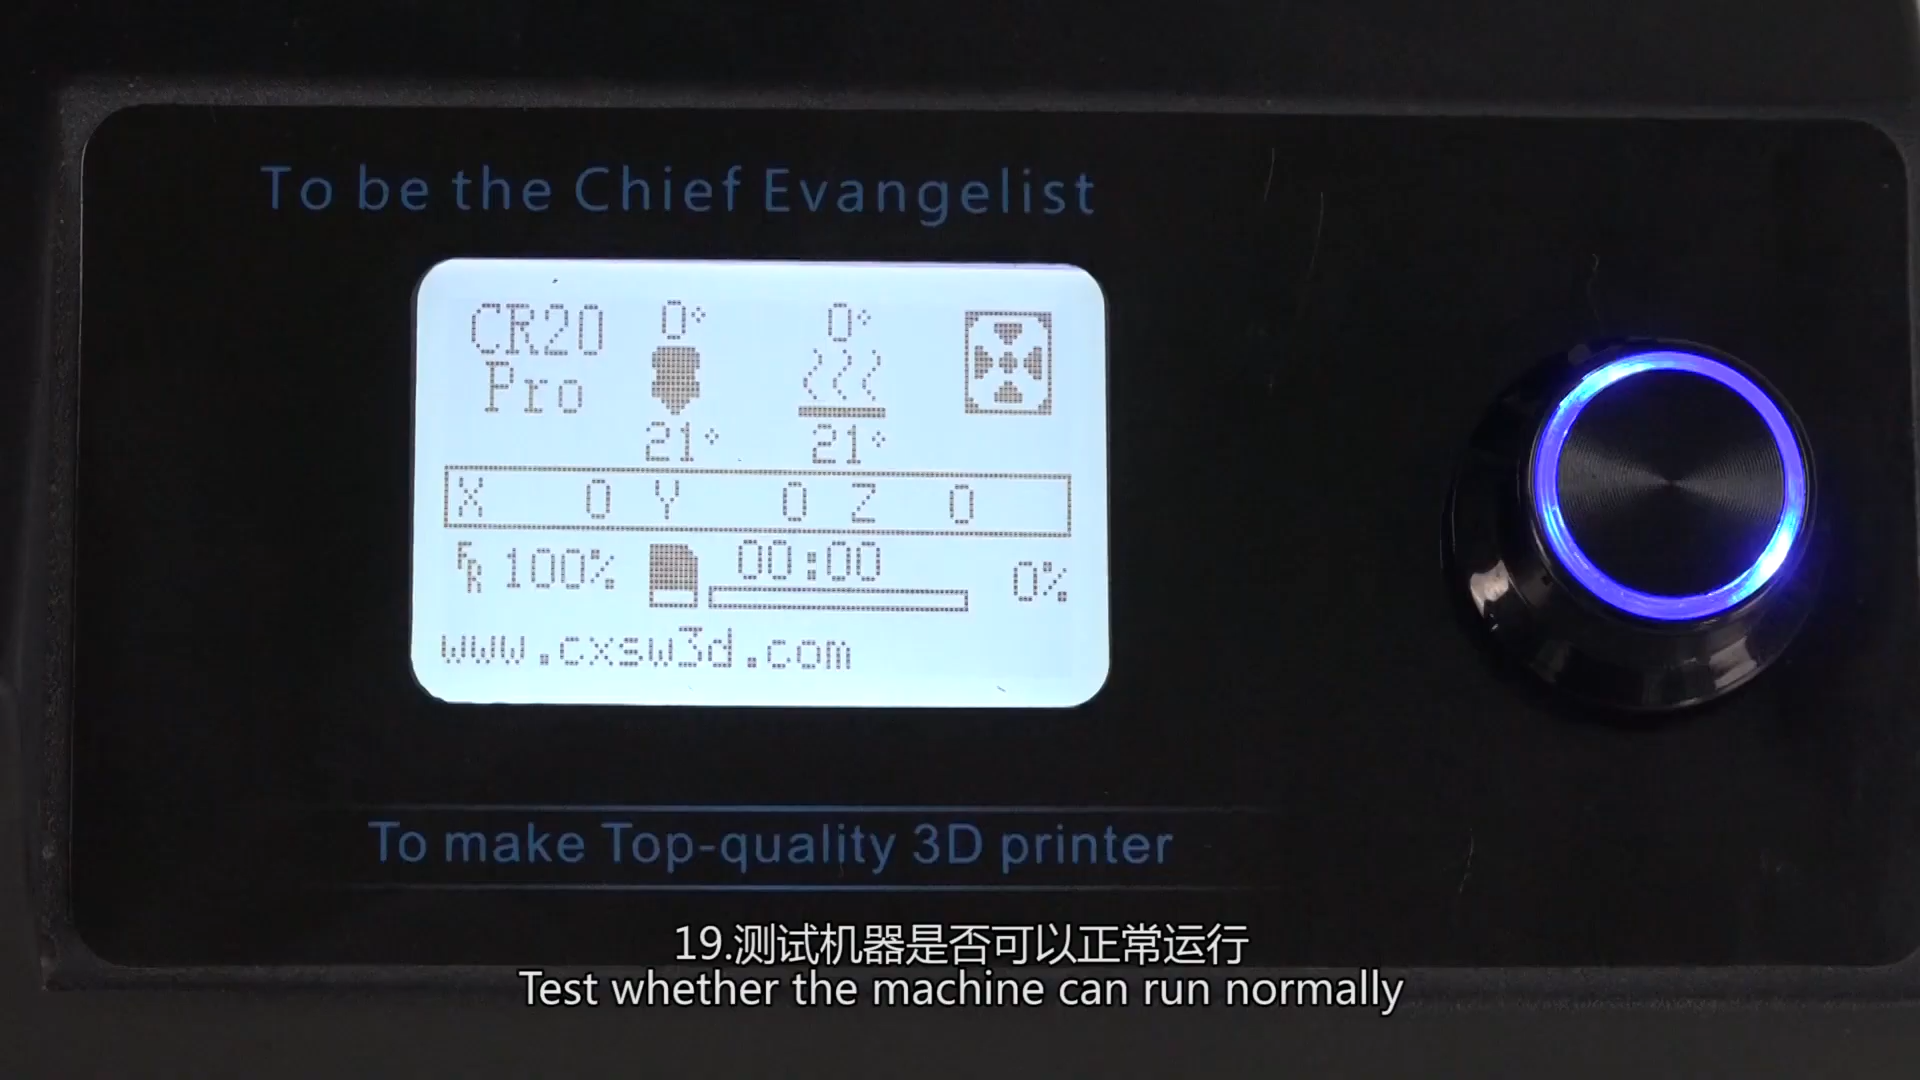 To be the Chief Evangelist
CR20 0° 0°
Pro
21° 21°
X 0 Y 0 Z 0
FR 100% 00:00 0%
www.cxsw3d.com
To make Top-quality 3D printer
19.测试机器是否可以正常运行
Test whether the machine can run normally